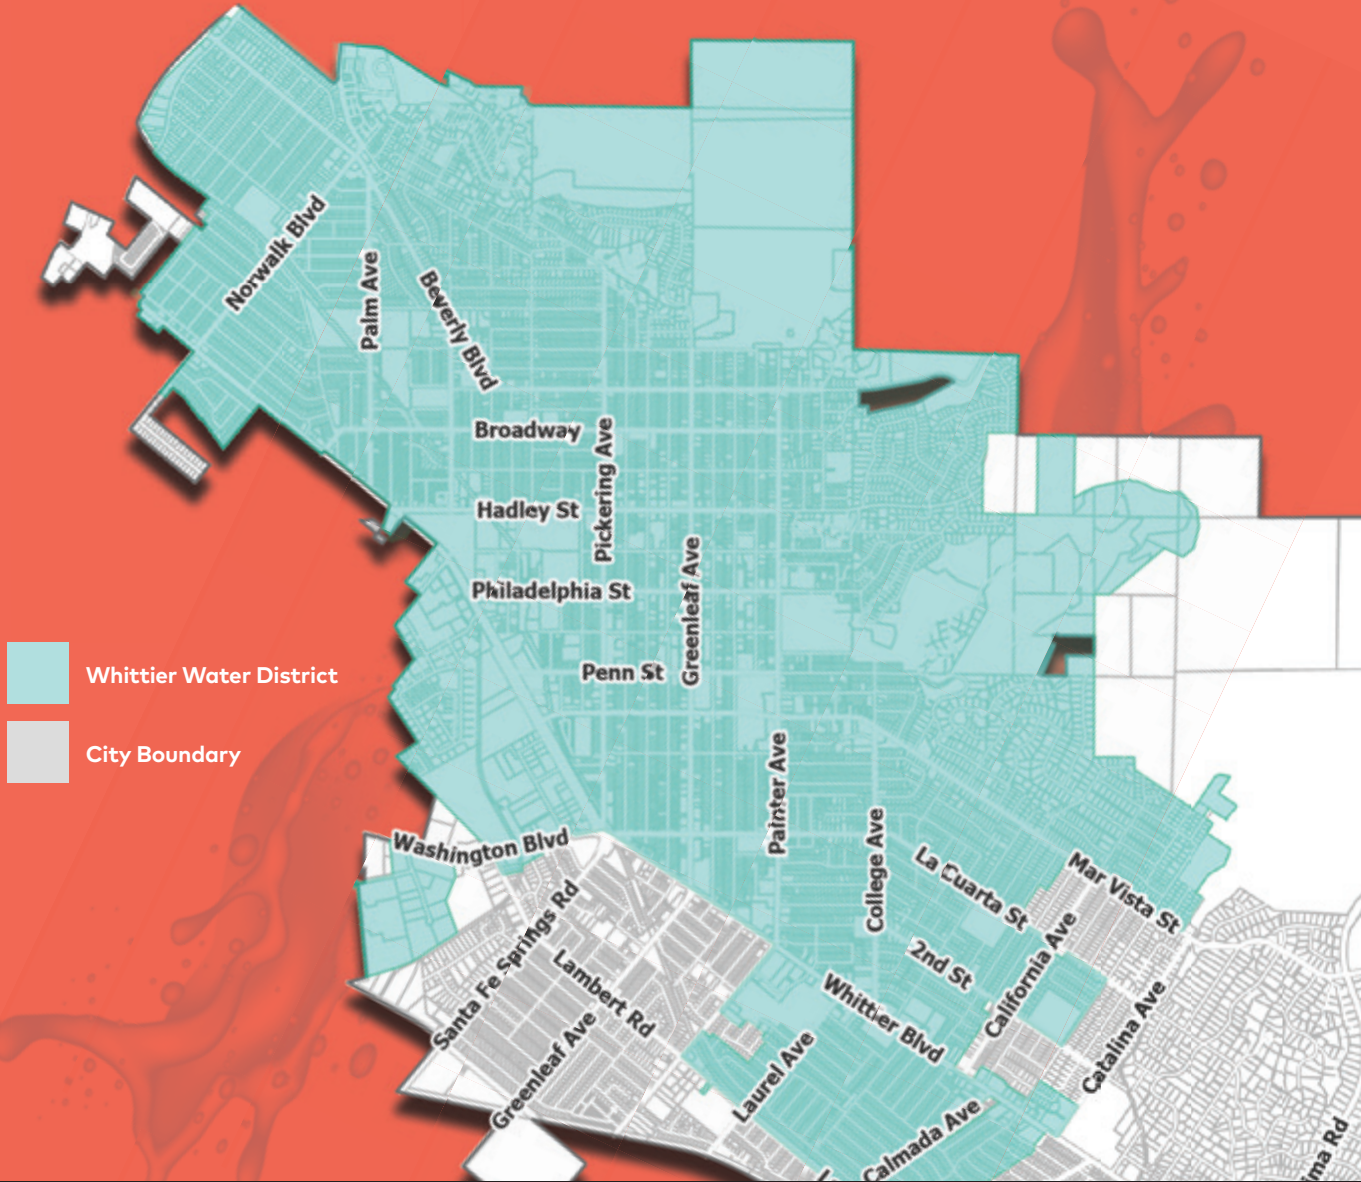 Norwalk Blvd
Palm Ave
Beverly Blvd
Broadway
Pickering Ave
Hadley St
Philadelphia St
Greenleaf Ave
Penn St
Whittier Water District
City Boundary
Painter Ave
Washington Blvd
College Ave
La Cuarta St
Mar Vista St
Santa Fe Springs Rd
California Ave
2nd St
Lambert Rd
Whittier Blvd
Catalina Ave
Greenleaf Ave
Laurel Ave
Calmada Ave
Rd